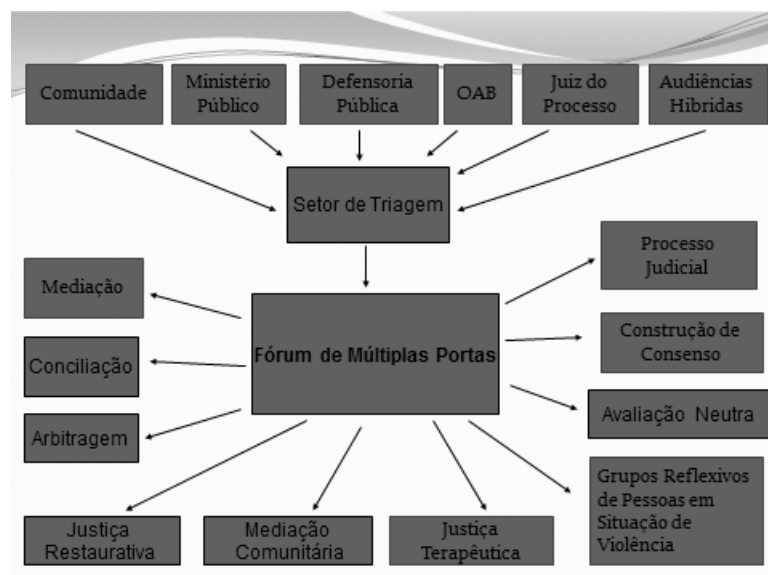 Comunidade
Ministério
Público
Defensoria
Pública
OAB
Juiz do
Processo
Audiências
Híbridas
Setor de Triagem
Processo
Judicial
Mediação
Construção de
Consenso
Fórum de Múltiplas Portas
Conciliação
Avaliação Neutra
Arbitragem
Grupos Reflexivos
de Pessoas em
Situação de
Violência
Justiça
Restaurativa
Mediação
Comunitária
Justiça
Terapêutica